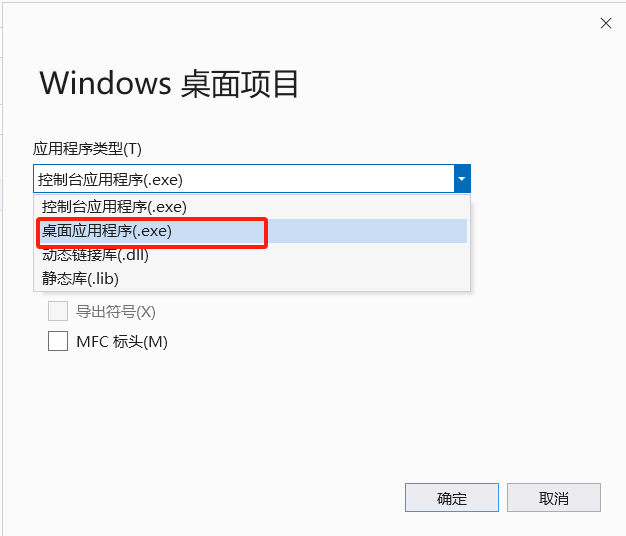 Windows 桌面项目
应用程序类型(T)
控制台应用程序(.exe)
控制台应用程序(.exe)
桌面应用程序(.exe)
动态链接库(.dll)
静态库(.lib)
导出符号(X)
MFC 标头(M)
确定
取消